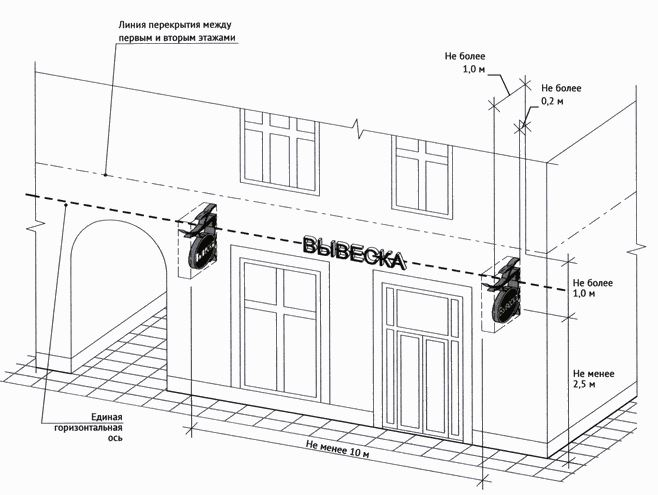 Линия перекрытия между
первым и вторым этажами
Не более
1,0 м
Не более
0,2 м
ВЫВЕСКА
Не более
1,0 м
Не менее
2,5 м
Единая
горизонтальная
ось
Не менее 10 м